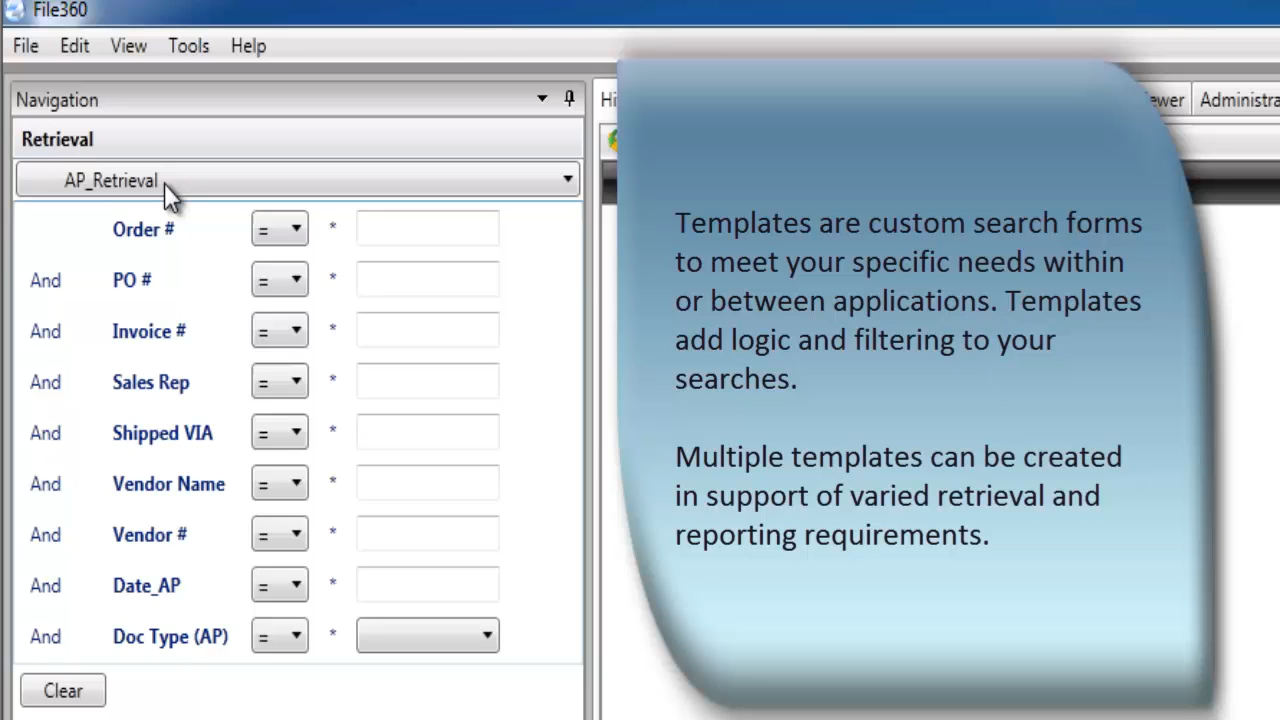 File360
File Edit View Tools Help
Navigation
Retrieval
AP_Retrieval
Order # = *
And PO # = *
And Invoice # = *
And Sales Rep = *
And Shipped VIA = *
And Vendor Name = *
And Vendor # = *
And Date_AP = *
And Doc Type (AP) = *
Clear
Hi
ewer Administra
Templates are custom search forms
to meet your specific needs within
or between applications. Templates
add logic and filtering to your
searches.
Multiple templates can be created
in support of varied retrieval and
reporting requirements.